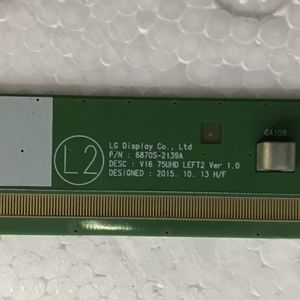 CA109
LG Display Co., Ltd
P/N : 6870S-2139A
DESC : V16 75UHD LEFT2 Ver 1.0
DESIGNED : 2015. 10. 13 H/F
L2